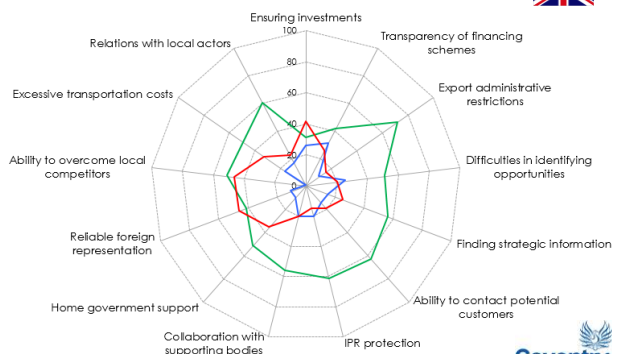 Ensuring investments
Transparency of financing
schemes
Export administrative
restrictions
Difficulties in identifying
opportunities
Finding strategic information
Ability to contact potential
customers
IPR protection
Collaboration with
supporting bodies
Home government support
Reliable foreign
representation
Ability to overcome local
competitors
Excessive transportation costs
Relations with local actors
100
80
60
40
20
0
Coventry